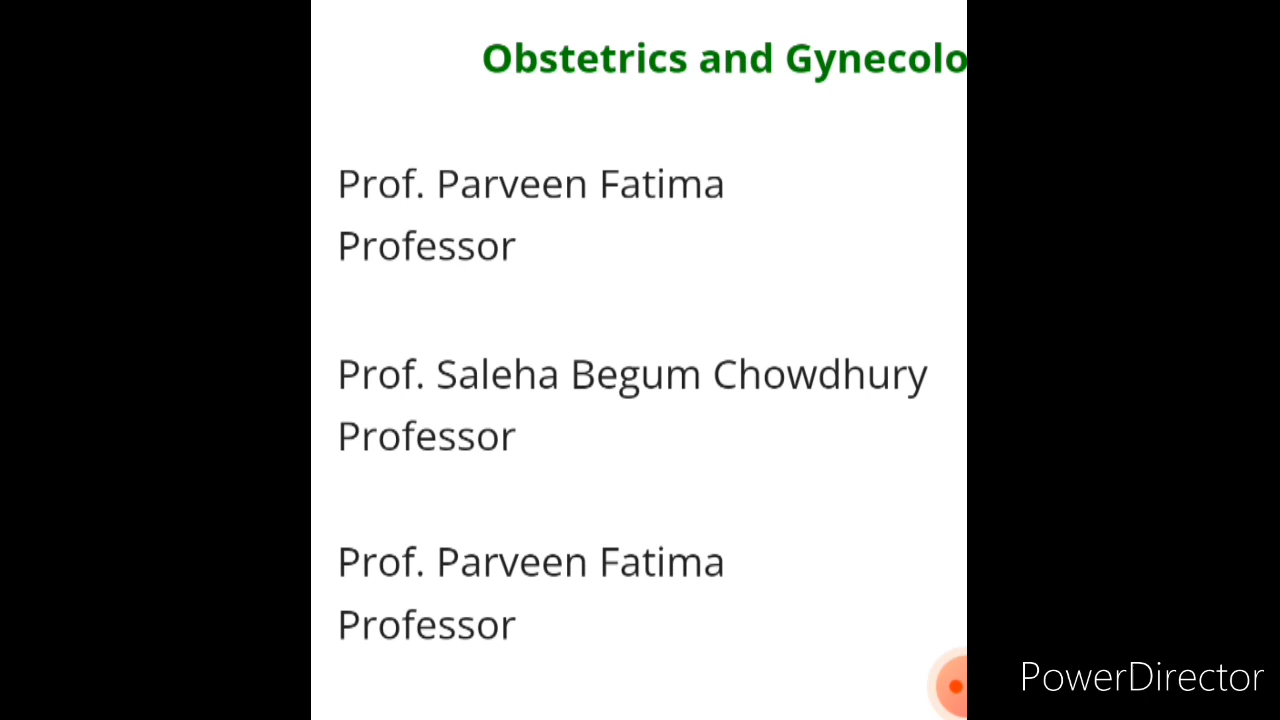 Obstetrics and Gynecolo
Prof. Parveen Fatima
Professor
Prof. Saleha Begum Chowdhury
Professor
Prof. Parveen Fatima
Professor
PowerDirector